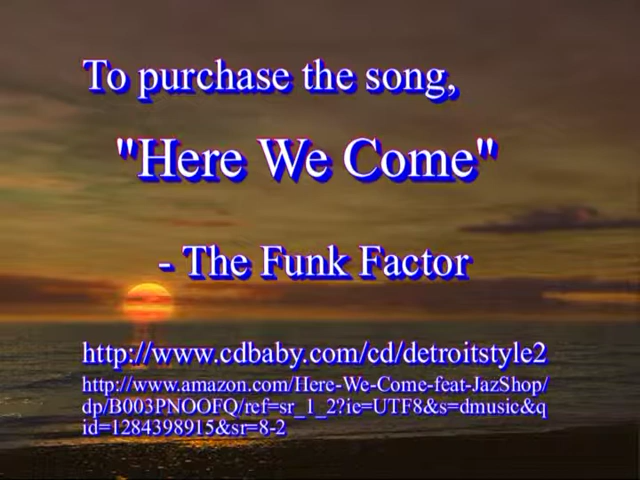 To purchase the song,
"Here We Come"
- The Funk Factor
http://www.cdbaby.com/cd/detroitstyle2
http://www.amazon.com/Here-We-Come-feat-JazShop/
dp/B003PNOOFQ/ref=sr_1_2?ie=UTF8&s=dmusic&q
id=1284398915&sr=8-2